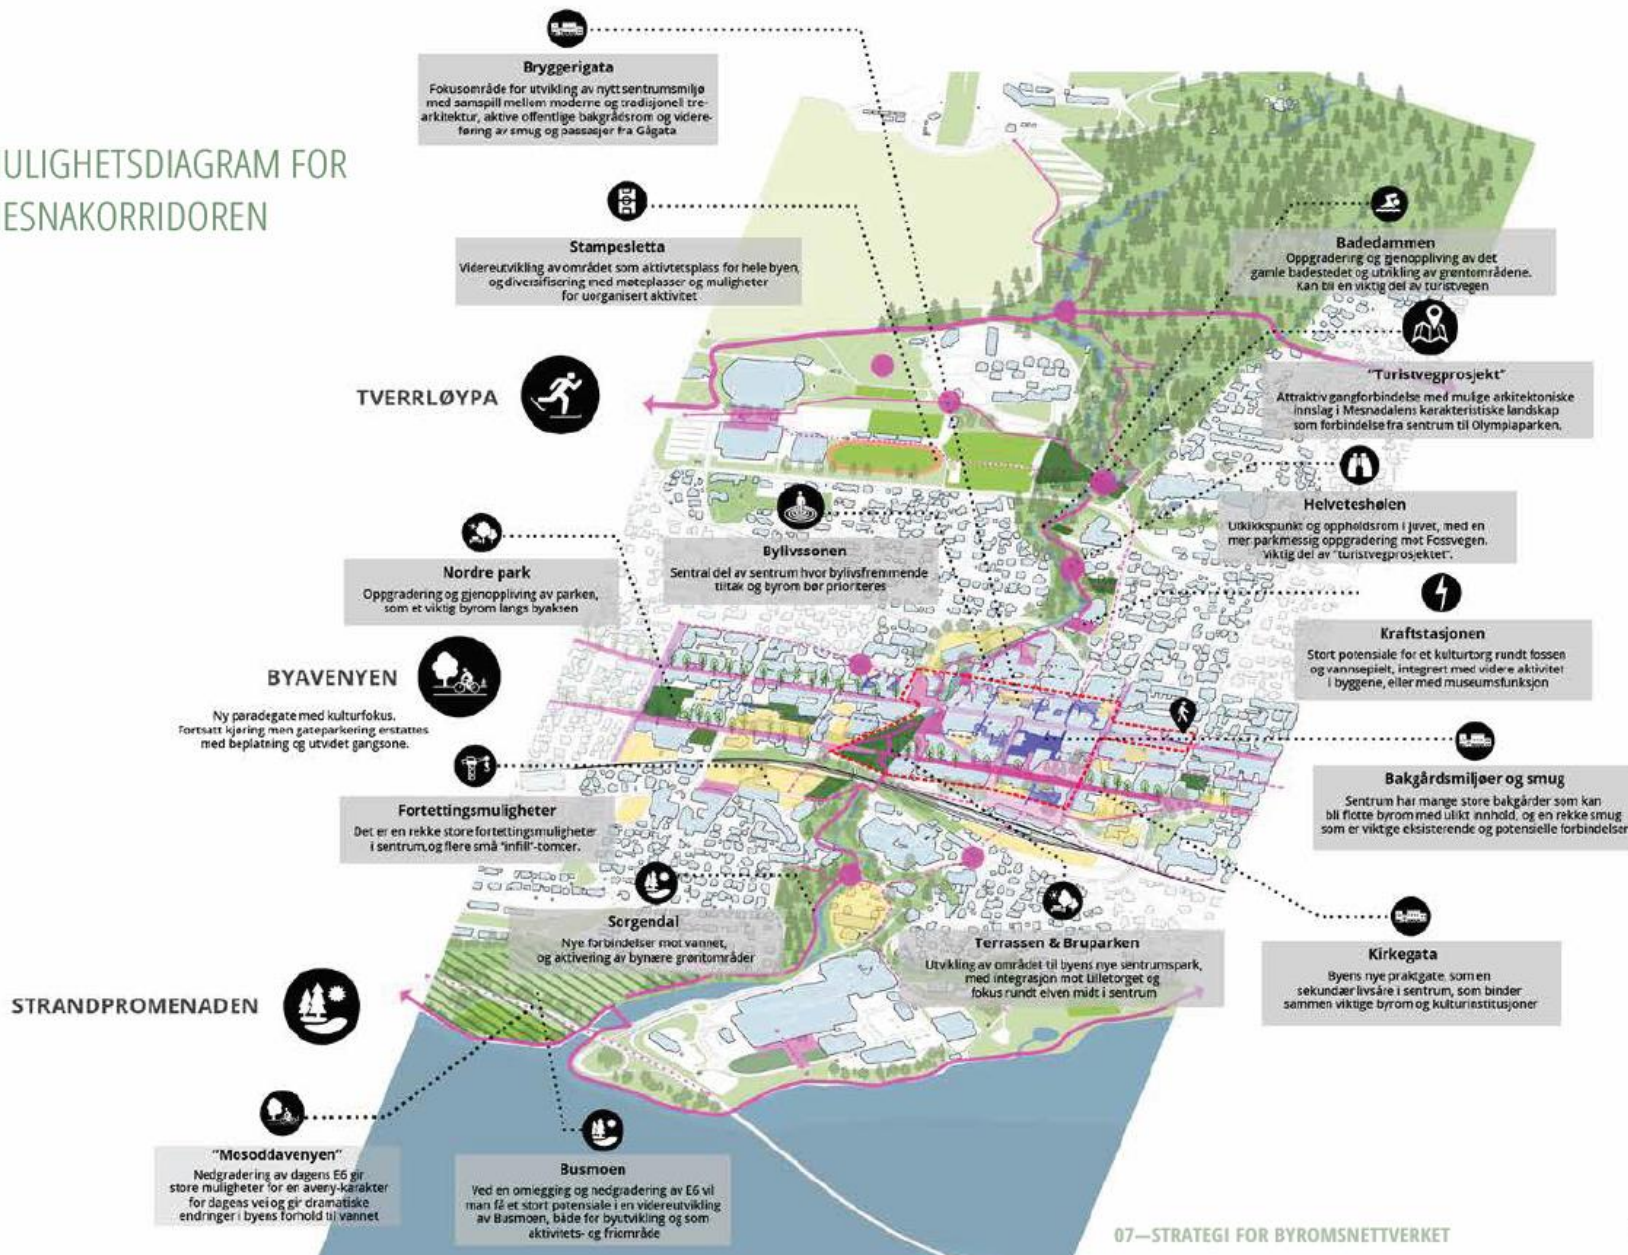 ULIGHETSDIAGRAM FOR
ESNAKORRIDOREN
Bryggerigata
Fokusområde for utvikling av nytt sentrumsmiljø
med samspill mellom moderne og tradisjonell tre-
arkitektur, aktive offentlige bakgrådsrom og videre-
føring av smug og passasjer fra Gågata
Stampesletta
Videreutvikling av området som aktivtetsplass for hele byen,
og diversifisering med møteplasser og muligheter
for uorganisert aktivitet
Badedammen
Oppgradering og gjenoppliving av det
gamle badestedet og utvikling av grøntområdene.
Kan bli en viktig del av turistvegen
"Turistvegprosjekt"
Attraktiv gangforbindelse med mulige arkitektoniske
innslag i Mesnadalens karakteristiske landskap
som forbindelse fra sentrum til Olympiaparken.
TVERRLØYPA
Helveteshølen
Utkikkspunkt og oppholdsrom i juvet, med en
mer parkmessig oppgradering mot Fossvegen.
Viktig del av "turistvegprosjektet".
Bylivssonen
Sentral del av sentrum hvor bylivsfremmende
tiltak og byrom bør prioriteres
Nordre park
Oppgradering og gjenoppliving av parken,
som et viktig byrom langs byaksen
Kraftstasjonen
Stort potensiale for et kulturtorg rundt fossen
og vannspeilet, integrert med videre aktivitet
i byggene, eller med museumsfunksjon
BYAVENYEN
Ny paradegate med kulturfokus.
Fortsatt kjøring men gateparkering erstattes
med beplatning og utvidet gangsone.
Bakgårdsmiljøer og smug
Sentrum har mange store bakgårder som kan
bli flotte byrom med ulikt innhold, og en rekke smug
som er viktige eksisterende og potensielle forbindelser
Fortettingsmuligheter
Det er en rekke store fortettingsmuligheter
i sentrum, og flere små "infill"-tomter.
Sorgendal
Nye forbindelser mot vannet,
og aktivering av bynære grøntområder
Terrassen & Bruparken
Utvikling av området til byens nye sentrumspark,
med integrasjon mot Lilletorget og
fokus rundt elven midt i sentrum
Kirkegata
Byens nye praktgate, som en
sekundær livsåre i sentrum, som binder
sammen viktige byrom og kulturinstitusjoner
STRANDPROMENADEN
"Mosoddavenyen"
Nedgradering av dagens E6 gir
store muligheter for en aveny-karakter
for dagens vei og gir dramatiske
endringer i byens forhold til vannet
Busmoen
Ved en omlegging og nedgradering av E6 vil
man få et stort potensiale i en videreutvikling
av Busmoen, både for byutvikling og som
aktivitets- og friområde
07—STRATEGI FOR BYROMSNETTVERKET